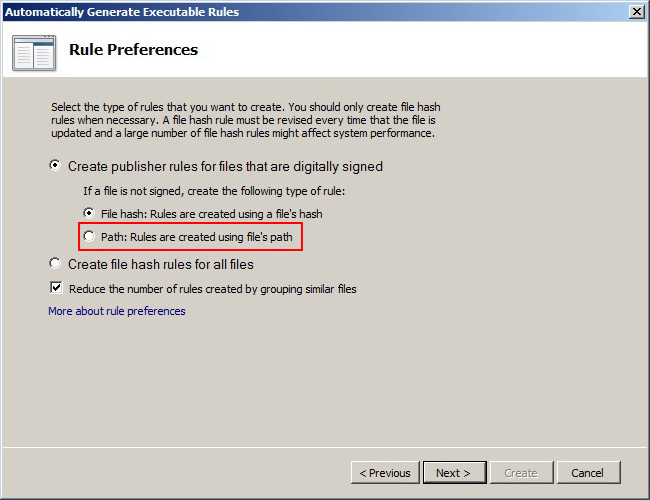 Automatically Generate Executable Rules
Rule Preferences
Select the type of rules that you want to create. You should only create file hash
rules when necessary. A file hash rule must be revised every time that the file is
updated and a large number of file hash rules might affect system performance.
Create publisher rules for files that are digitally signed
If a file is not signed, create the following type of rule:
File hash: Rules are created using a file's hash
Path: Rules are created using file's path
Create file hash rules for all files
Reduce the number of rules created by grouping similar files
More about rule preferences
< Previous
Next >
Create
Cancel